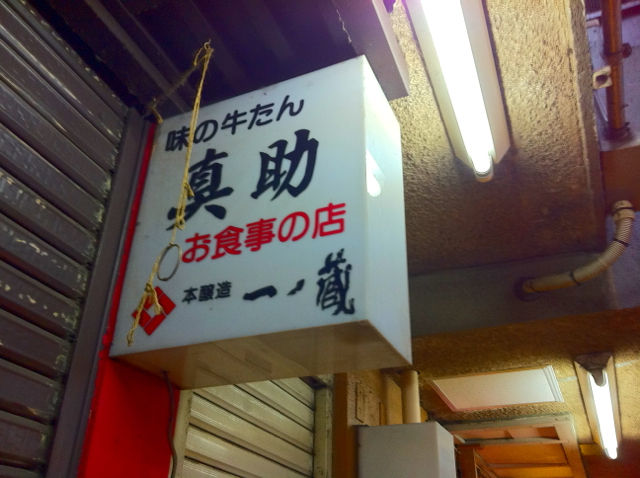 味の牛たん
真助
お食事の店
本醸造 一ノ蔵